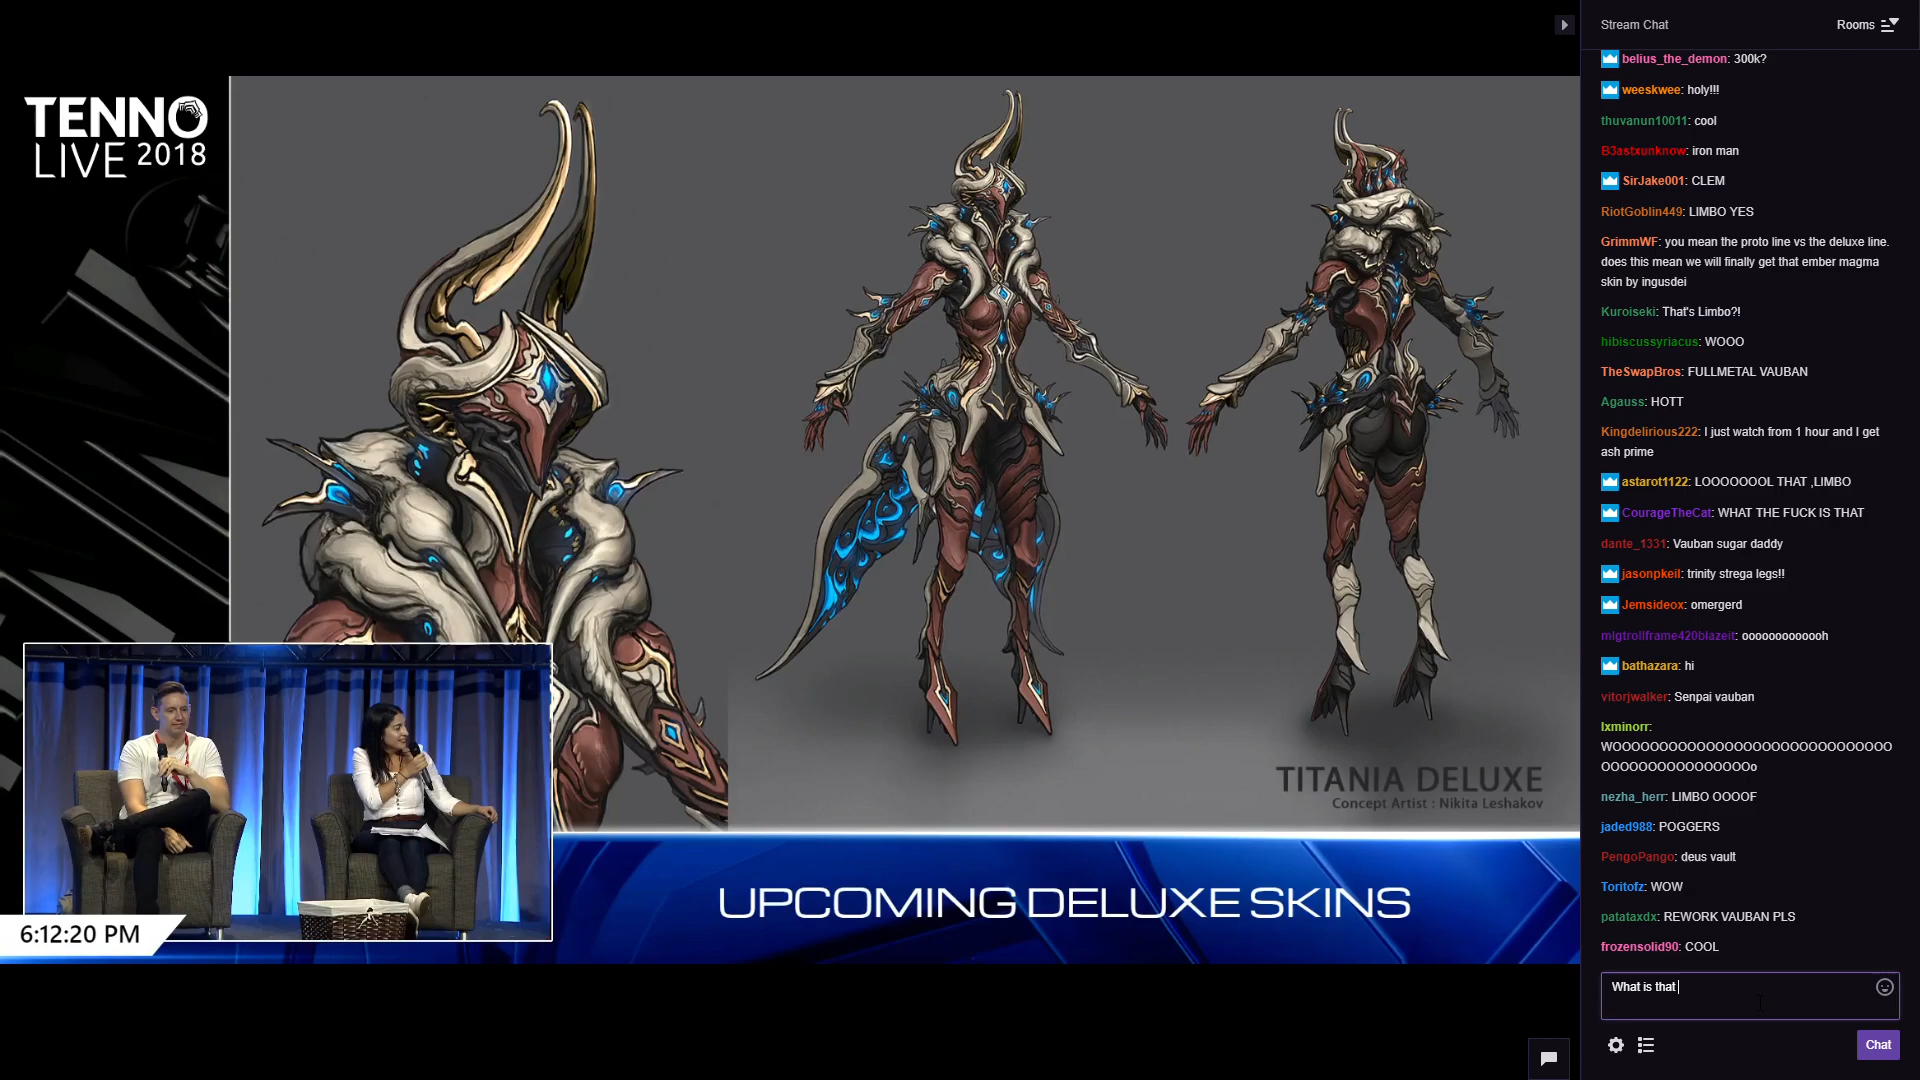 TENNO
LIVE 2018
TITANIA DELUXE
Concept Artist : Nikita Leshakov
UPCOMING DELUXE SKINS
6:12:20 PM
Stream Chat
Rooms
belius_the_demon: 300k?
weeskwee: holy!!!
thuvanun10011: cool
B3astxunknow: iron man
SirJake001: CLEM
RiotGoblin449: LIMBO YES
GrimmWF: you mean the proto line vs the deluxe line.
does this mean we will finally get that ember magma
skin by ingusdei
Kuroiseki: That's Limbo?!
hibiscussyriacus: WOOO
TheSwapBros: FULLMETAL VAUBAN
Agauss: HOTT
Kingdelirious222: I just watch from 1 hour and I get
ash prime
astarot1122: LOOOOOOOL THAT ,LIMBO
CourageTheCat: WHAT THE FUCK IS THAT
dante_1331: Vauban sugar daddy
jasonpkeil: trinity strega legs!!
Jemsideox: omergerd
mlgtrollframe420blazeit: oooooooooooooh
bathazara: hi
vitorjwalker: Senpai vauban
lxminorr:
WOOOOOOOOOOOOOOOOOOOOOOOOOOOOO
OOOOOOOOOOOOOOOOo
nezha_herr: LIMBO OOOOF
jaded988: POGGERS
PengoPango: deus vault
Toritofz: WOW
patataxdx: REWORK VAUBAN PLS
frozensolid90: COOL
What is that
Chat